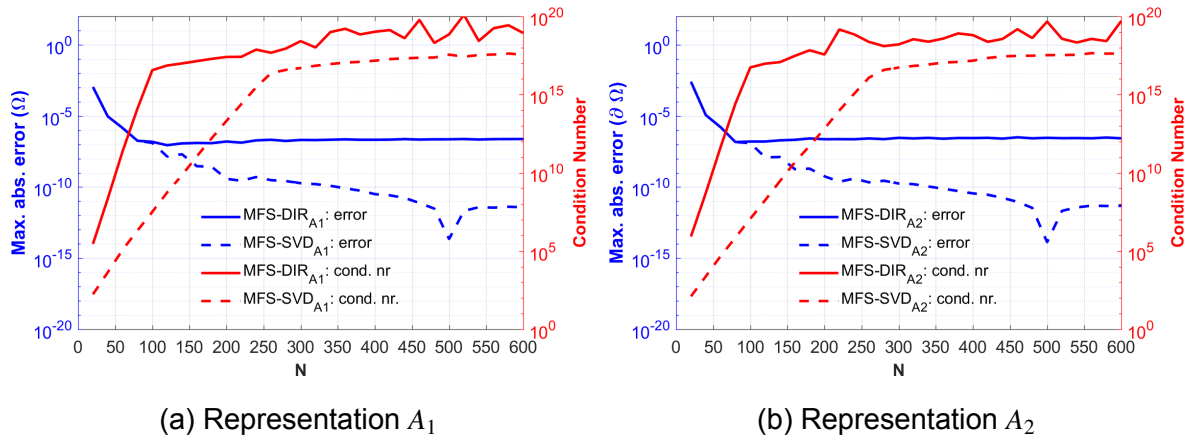 10^0
10^-5
10^-10
10^-15
10^-20
Max. abs. error (Ω)
10^20
10^15
10^10
10^5
10^0
Condition Number
MFS-DIR_A1: error
MFS-SVD_A1: error
MFS-DIR_A1: cond. nr
MFS-SVD_A1: cond. nr.
0 50 100 150 200 250 300 350 400 450 500 550 600
N
(a) Representation A_1
10^0
10^-5
10^-10
10^-15
10^-20
Max. abs. error (∂ Ω)
10^20
10^15
10^10
10^5
10^0
Condition Number
MFS-DIR_A2: error
MFS-SVD_A2: error
MFS-DIR_A2: cond. nr
MFS-SVD_A2: cond. nr.
0 50 100 150 200 250 300 350 400 450 500 550 600
N
(b) Representation A_2